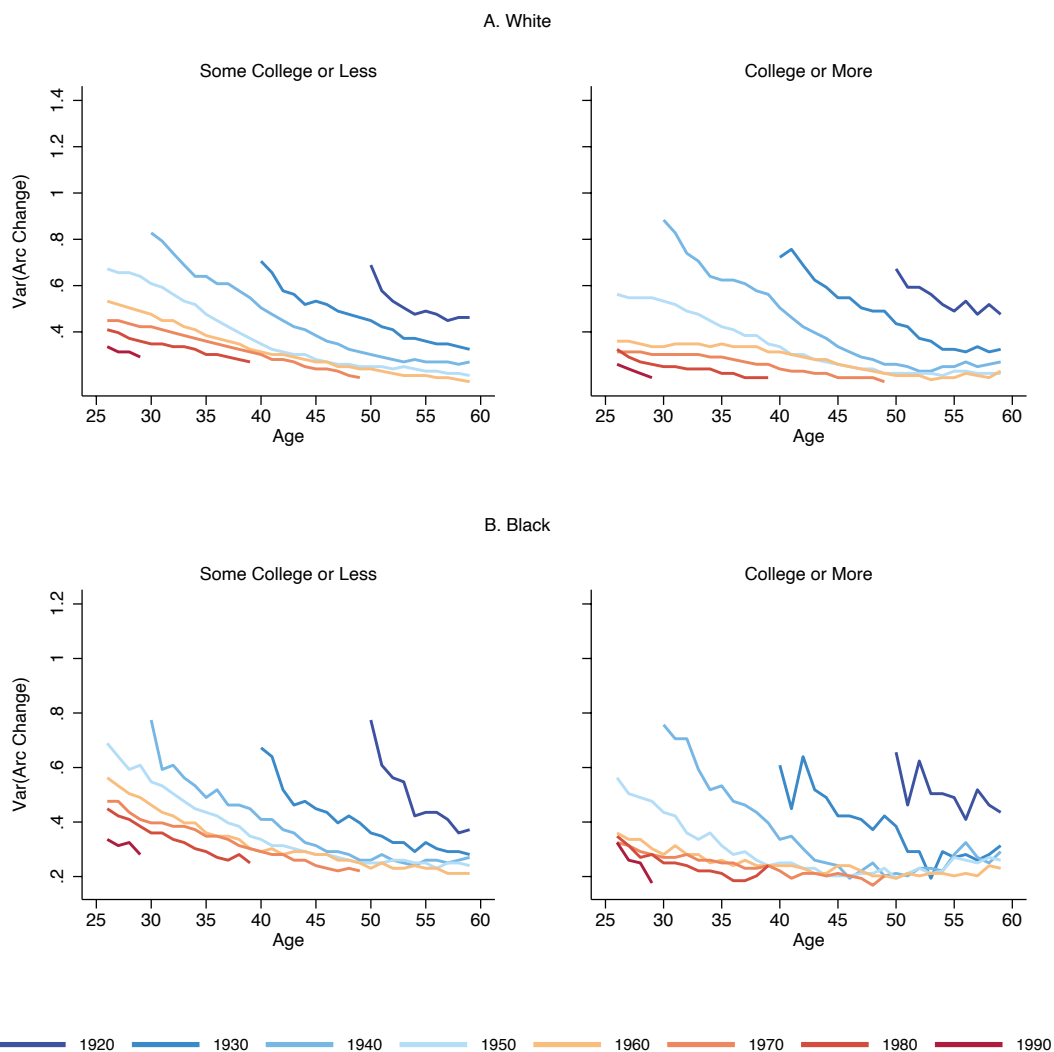 A. White
Some College or Less
College or More
Var(Arc Change)
1.4
1.2
1
.8
.6
.4
25 30 35 40 45 50 55 60
Age
25 30 35 40 45 50 55 60
Age
B. Black
Some College or Less
College or More
Var(Arc Change)
1.2
1
.8
.6
.4
.2
25 30 35 40 45 50 55 60
Age
25 30 35 40 45 50 55 60
Age
1920 1930 1940 1950 1960 1970 1980 1990